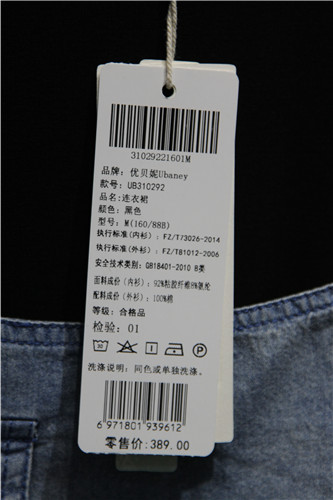 31029221601M
品牌: 优贝妮Ubaney
款号: UB310292
品名:连衣裙
颜色: 黑色
型号: M(160/88B)
执行标准(内衫): FZ/T73026-2014
执行标准(外衫): FZ/T81012-2006
安全技术类别: GB18401-2010 B类
面料成份(内衫): 92%粘胶纤维8%氨纶
配料成份(外衫): 100%棉
等级: 合格品
检验: 01
洗涤说明: 同色或单独洗涤。
6 971801 939612
零售价:389.00